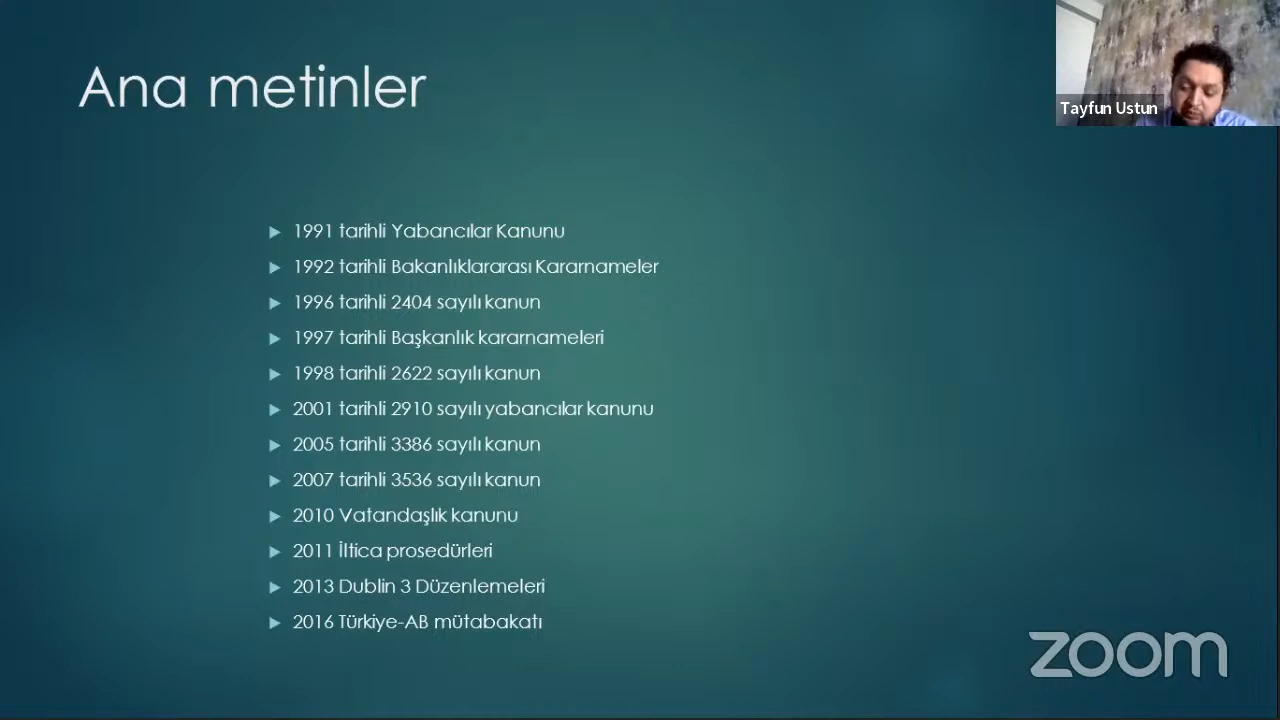 Ana metinler
Tayfun Ustun
1991 tarihli Yabancılar Kanunu
1992 tarihli Bakanlıklararası Kararnameler
1996 tarihli 2404 sayılı kanun
1997 tarihli Başkanlık kararnameleri
1998 tarihli 2622 sayılı kanun
2001 tarihli 2910 sayılı yabancılar kanunu
2005 tarihli 3386 sayılı kanun
2007 tarihli 3536 sayılı kanun
2010 Vatandaşlık kanunu
2011 İltica prosedürleri
2013 Dublin 3 Düzenlemeleri
2016 Türkiye-AB mütabakatı
zoom